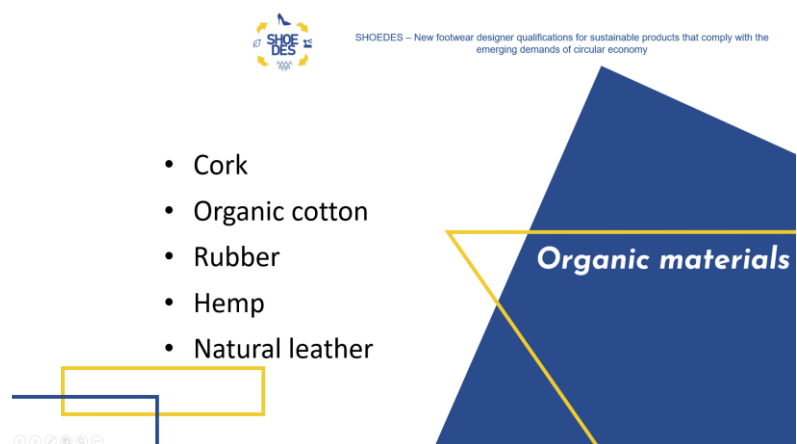 SHOE
DES
SHOEDES – New footwear designer qualifications for sustainable products that comply with the
emerging demands of circular economy
• Cork
• Organic cotton
• Rubber
• Hemp
• Natural leather
Organic materials